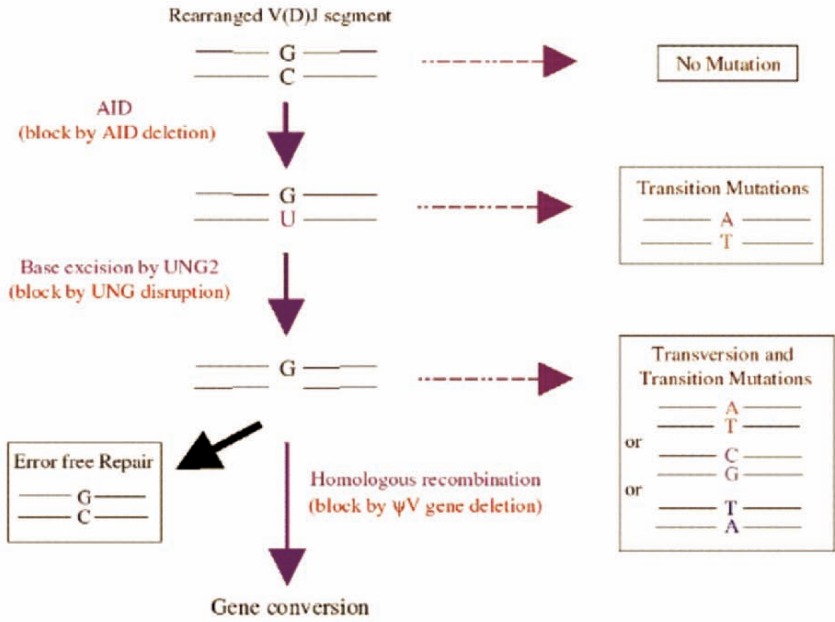 Rearranged V(D)J segment
G
C
No Mutation
AID
(block by AID deletion)
G
U
Transition Mutations
A
T
Base excision by UNG2
(block by UNG disruption)
G
Transversion and
Transition Mutations
A
T
or
C
G
or
T
A
Error free Repair
G
C
Homologous recombination
(block by ψV gene deletion)
Gene conversion